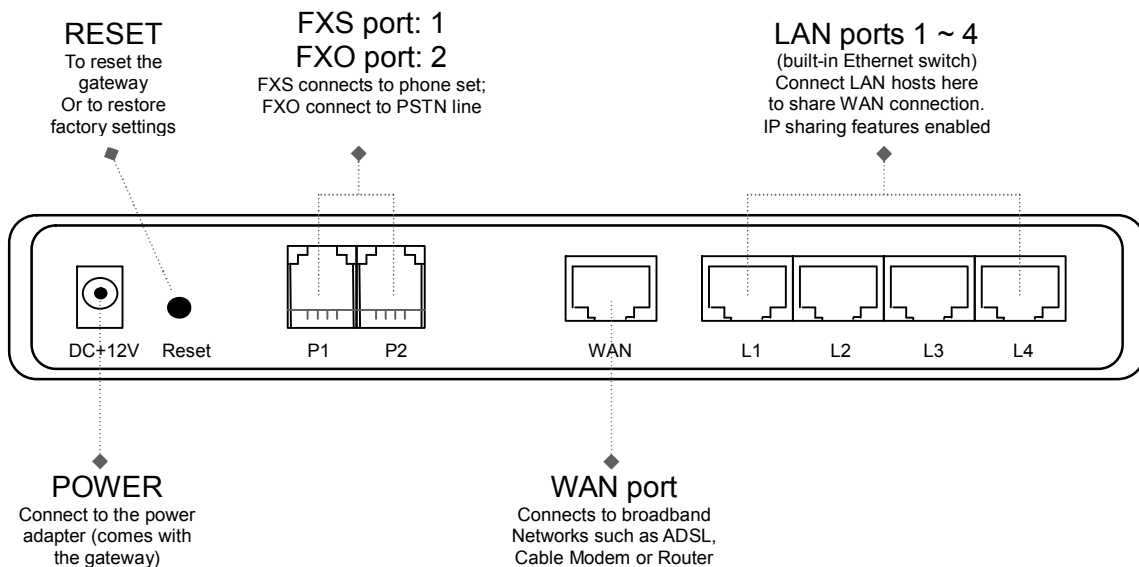 RESET
To reset the
gateway
Or to restore
factory settings
FXS port: 1
FXO port: 2
FXS connects to phone set;
FXO connect to PSTN line
LAN ports 1 ~ 4
(built-in Ethernet switch)
Connect LAN hosts here
to share WAN connection.
IP sharing features enabled
DC+12V
Reset
P1
P2
WAN
L1
L2
L3
L4
POWER
Connect to the power
adapter (comes with
the gateway)
WAN port
Connects to broadband
Networks such as ADSL,
Cable Modem or Router